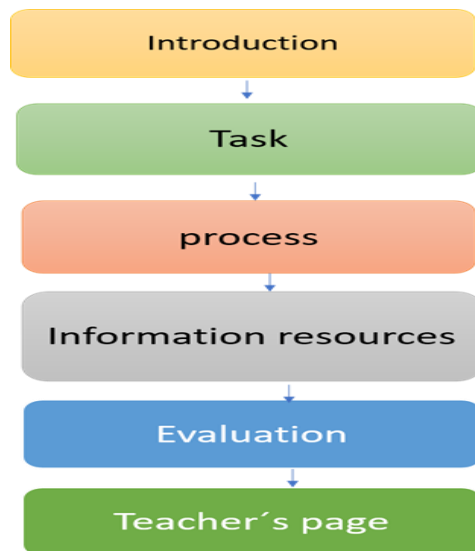 Introduction
Task
process
Information resources
Evaluation
Teacher´s page